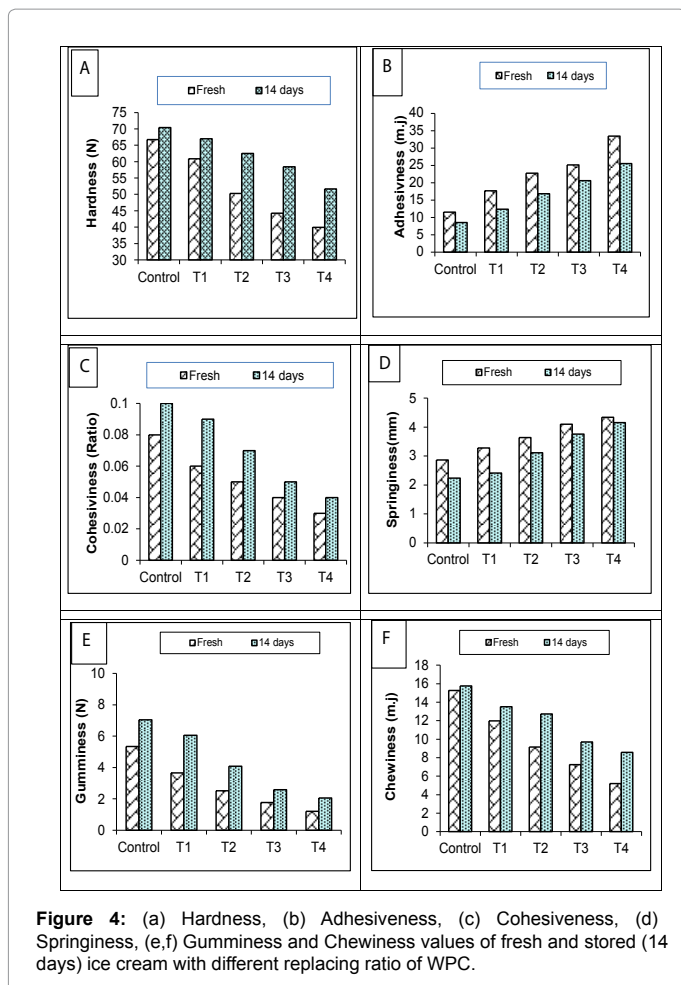 A
Fresh 14 days
Hardness (N)
75
70
65
60
55
50
45
40
35
30
Control T1 T2 T3 T4
B
Fresh 14 days
Adhesivness (m.j)
40
35
30
25
20
15
10
5
0
Control T1 T2 T3 T4
C
Fresh 14 days
Cohesiviness (Ratio)
0.1
0.08
0.06
0.04
0.02
0
Control T1 T2 T3 T4
D
Fresh 14 days
Springiness(mm)
5
4
3
2
1
0
Control T1 T2 T3 T4
E
Fresh 14 days
Gumminess (N)
10
8
6
4
2
0
Control T1 T2 T3 T4
F
Fresh 14 days
Chewiness (m.j)
18
16
14
12
10
8
6
4
2
0
Control T1 T2 T3 T4
Figure 4: (a) Hardness, (b) Adhesiveness, (c) Cohesiveness, (d)
Springiness, (e,f) Gumminess and Chewiness values of fresh and stored (14
days) ice cream with different replacing ratio of WPC.